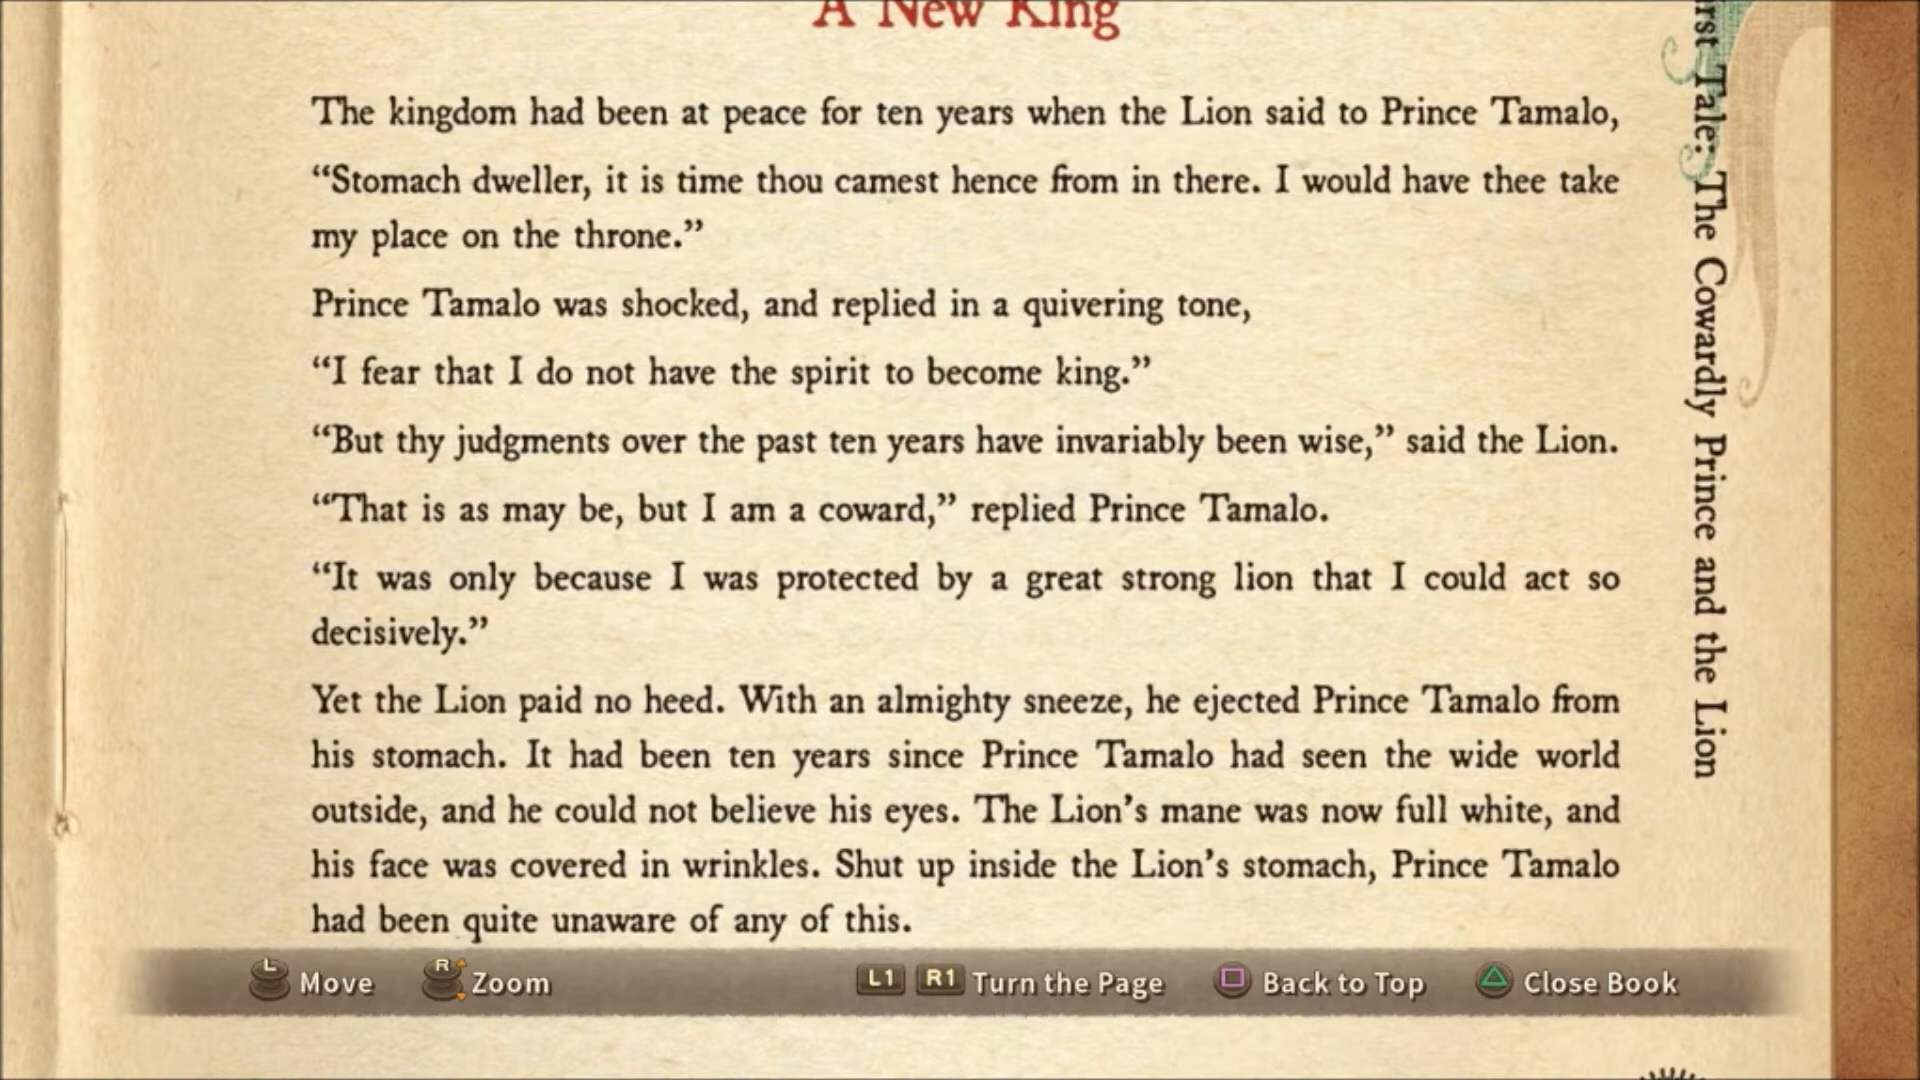 A New King
The kingdom had been at peace for ten years when the Lion said to Prince Tamalo,
“Stomach dweller, it is time thou camest hence from in there. I would have thee take
my place on the throne.”
Prince Tamalo was shocked, and replied in a quivering tone,
“I fear that I do not have the spirit to become king.”
“But thy judgments over the past ten years have invariably been wise,” said the Lion.
“That is as may be, but I am a coward,” replied Prince Tamalo.
“It was only because I was protected by a great strong lion that I could act so
decisively.”
Yet the Lion paid no heed. With an almighty sneeze, he ejected Prince Tamalo from
his stomach. It had been ten years since Prince Tamalo had seen the wide world
outside, and he could not believe his eyes. The Lion’s mane was now full white, and
his face was covered in wrinkles. Shut up inside the Lion’s stomach, Prince Tamalo
had been quite unaware of any of this.
rst Tale: The Cowardly Prince and the Lion
L Move R Zoom L1 R1 Turn the Page Back to Top Close Book